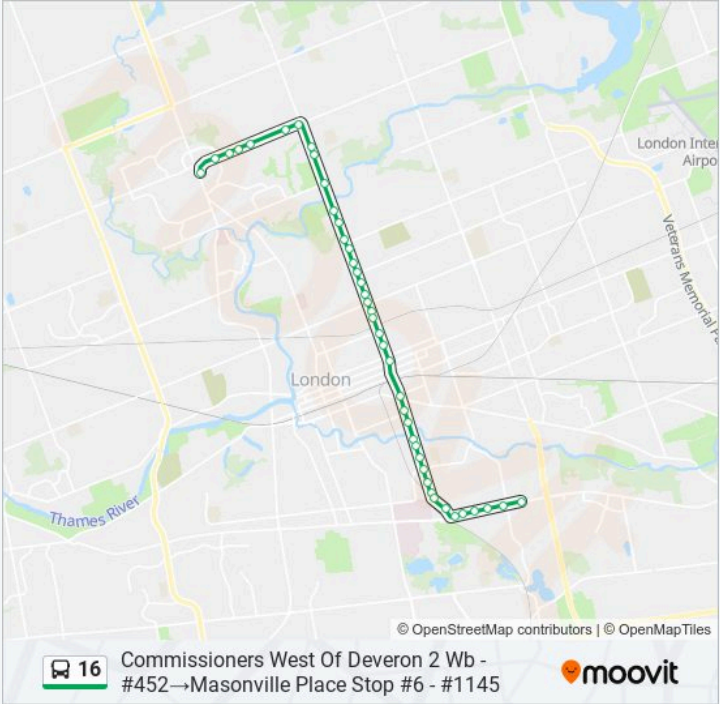 London Inter
Airpo
Veterans Memorial P
London
Thames River
© OpenStreetMap contributors | © OpenMapTiles
16
Commissioners West Of Deveron 2 Wb -
#452→Masonville Place Stop #6 - #1145
moovit